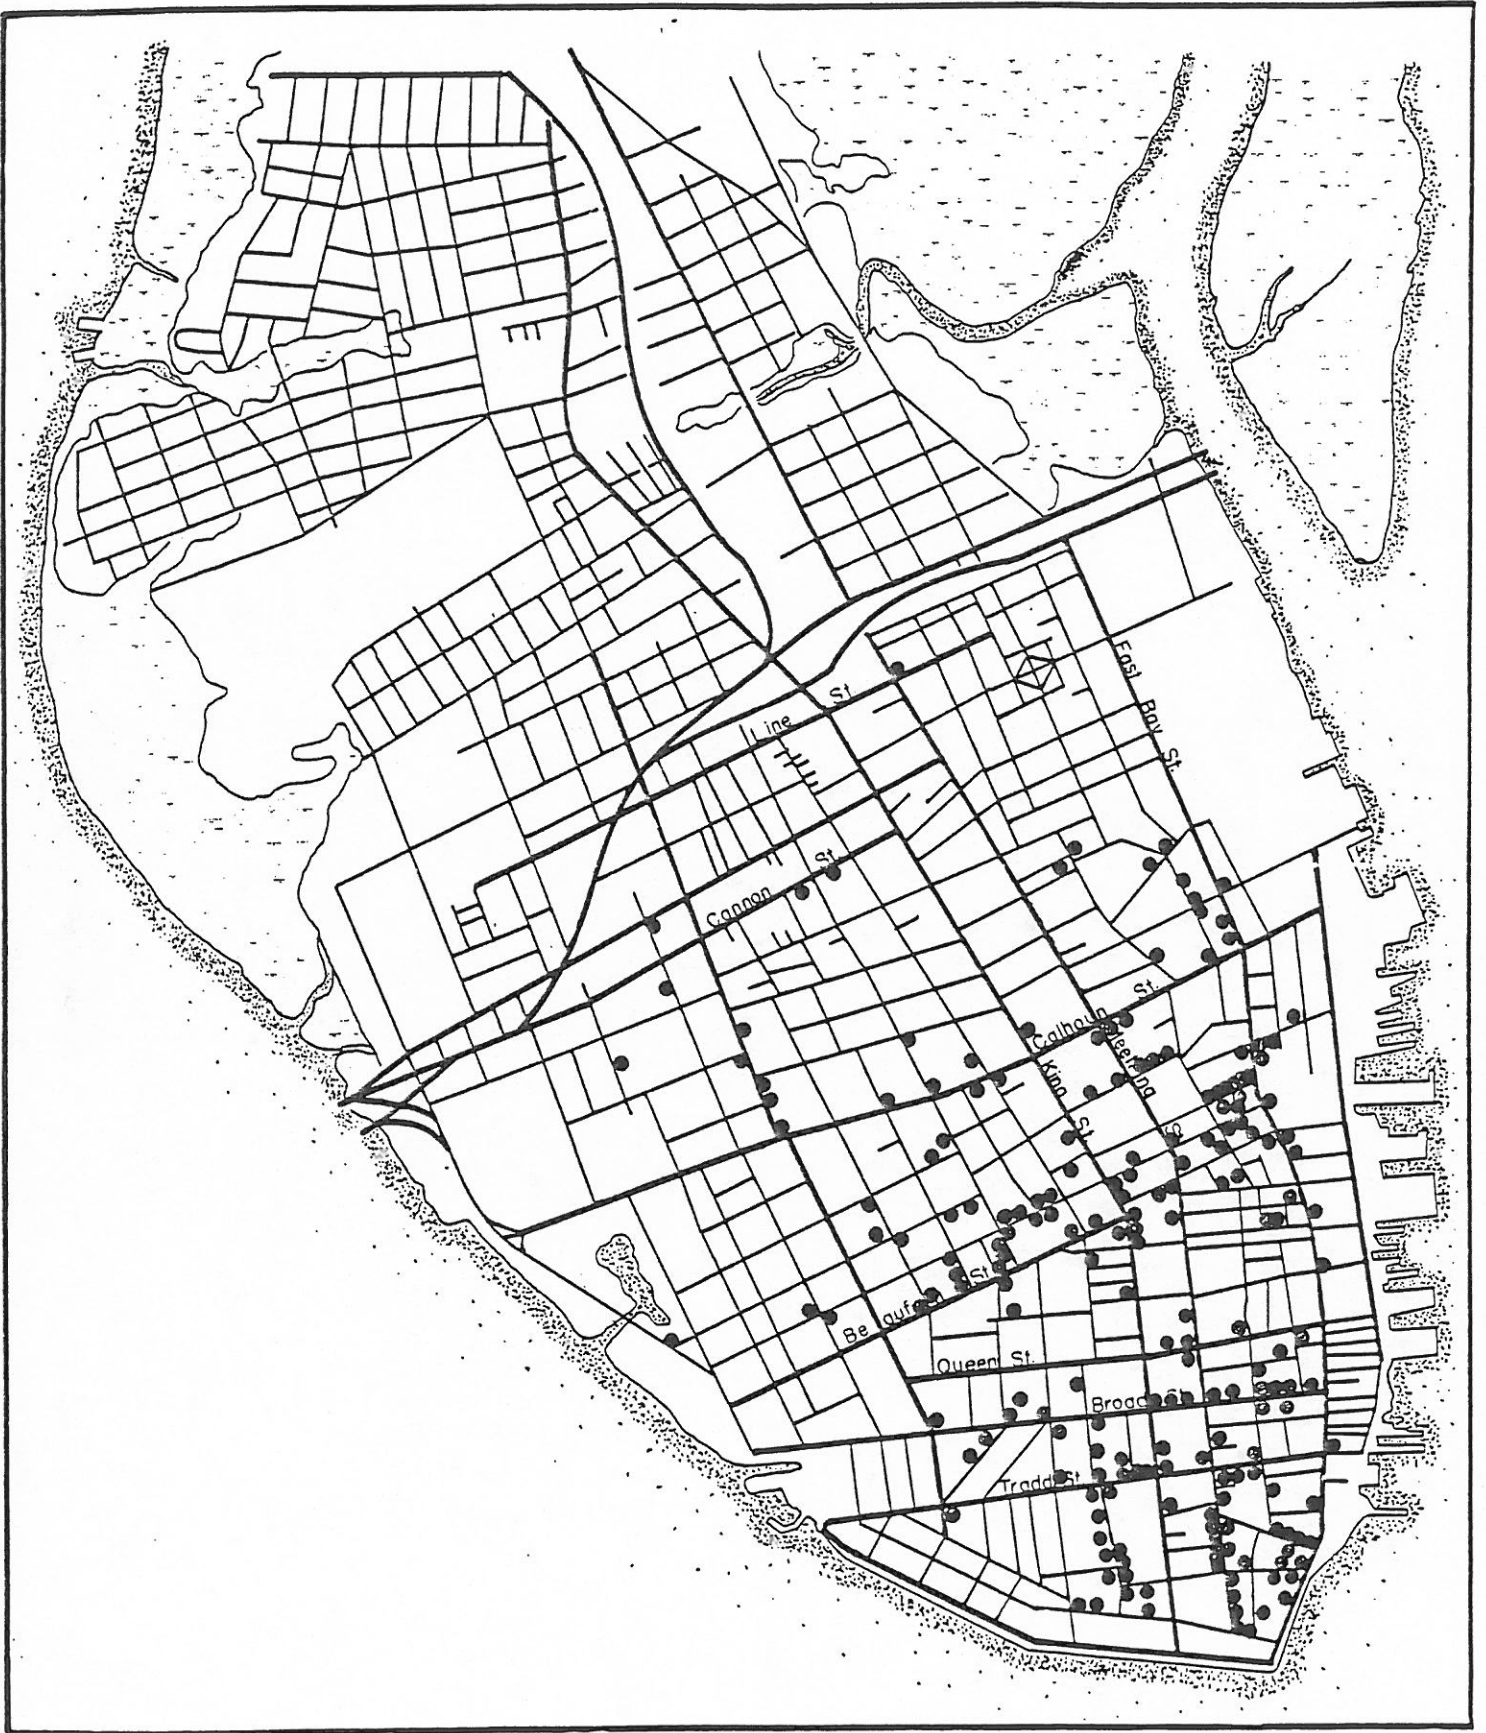 East Bay St.
Line St.
Cannon St.
Calhoun St.
Meeting St.
King St.
Beaufain St.
Queen St.
Broad St.
Tradd St.